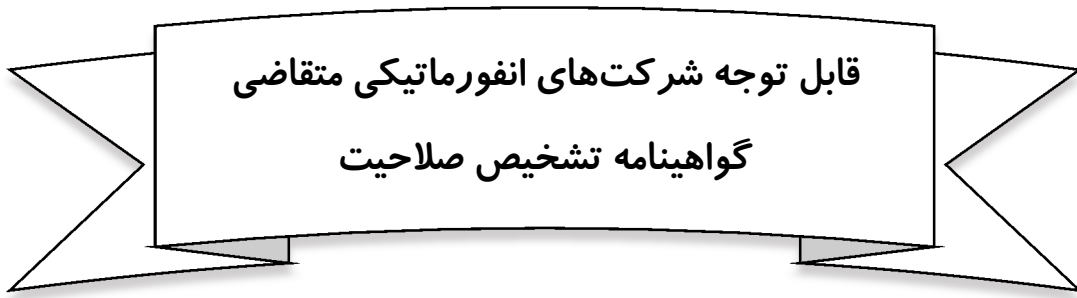 قابل توجه شرکت‌های انفورماتیکی متقاضی
گواهینامه تشخیص صلاحیت